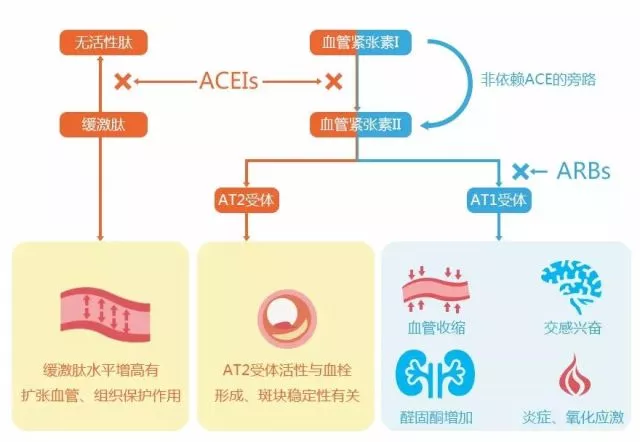 无活性肽
血管紧张素I
ACEIs
非依赖ACE的旁路
缓激肽
血管紧张素II
ARBs
AT2受体
AT1受体
血管收缩
交感兴奋
缓激肽水平增高有
扩张血管、组织保护作用
AT2受体活性与血栓
形成、斑块稳定性有关
醛固酮增加
炎症、氧化应激